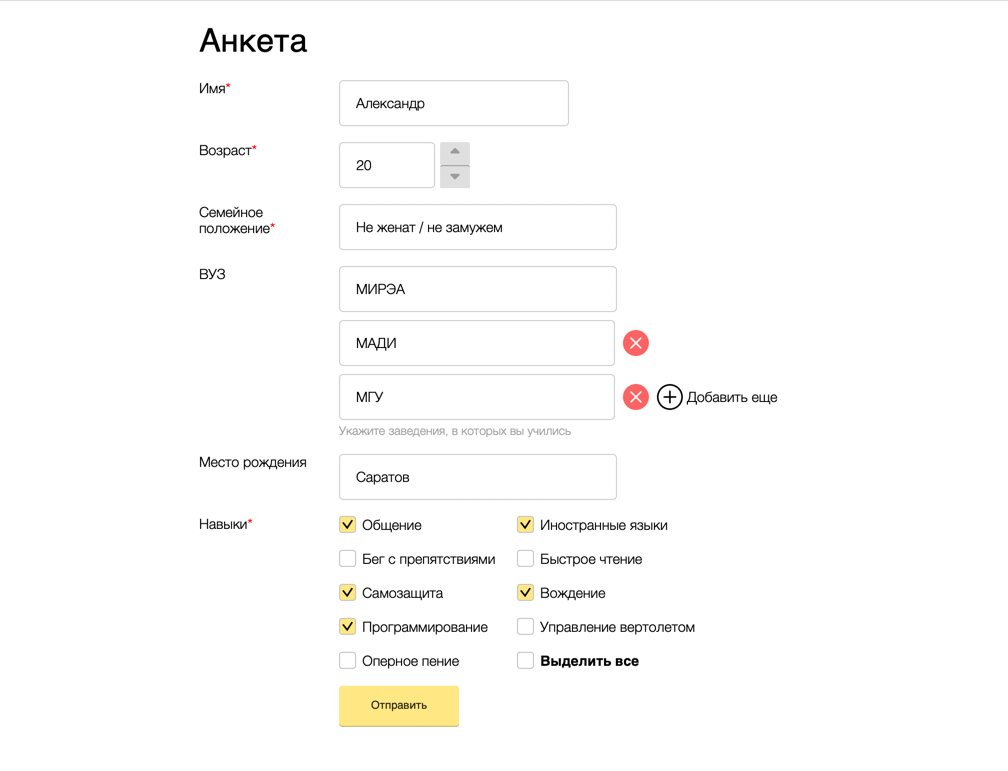 Анкета
Имя*
Александр
Возраст*
20
Семейное
положение*
Не женат / не замужем
ВУЗ
МИРЭА
МАДИ
МГУ
Добавить еще
Укажите заведения, в которых вы учились
Место рождения
Саратов
Навыки*
Общение
Иностранные языки
Бег с препятствиями
Быстрое чтение
Самозащита
Вождение
Программирование
Управление вертолетом
Оперное пение
Выделить все
Отправить